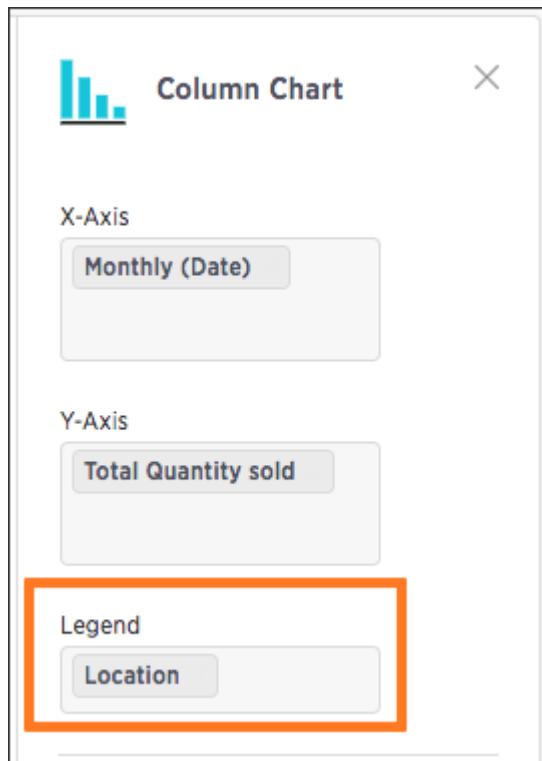 Column Chart
X-Axis
Monthly (Date)
Y-Axis
Total Quantity sold
Legend
Location